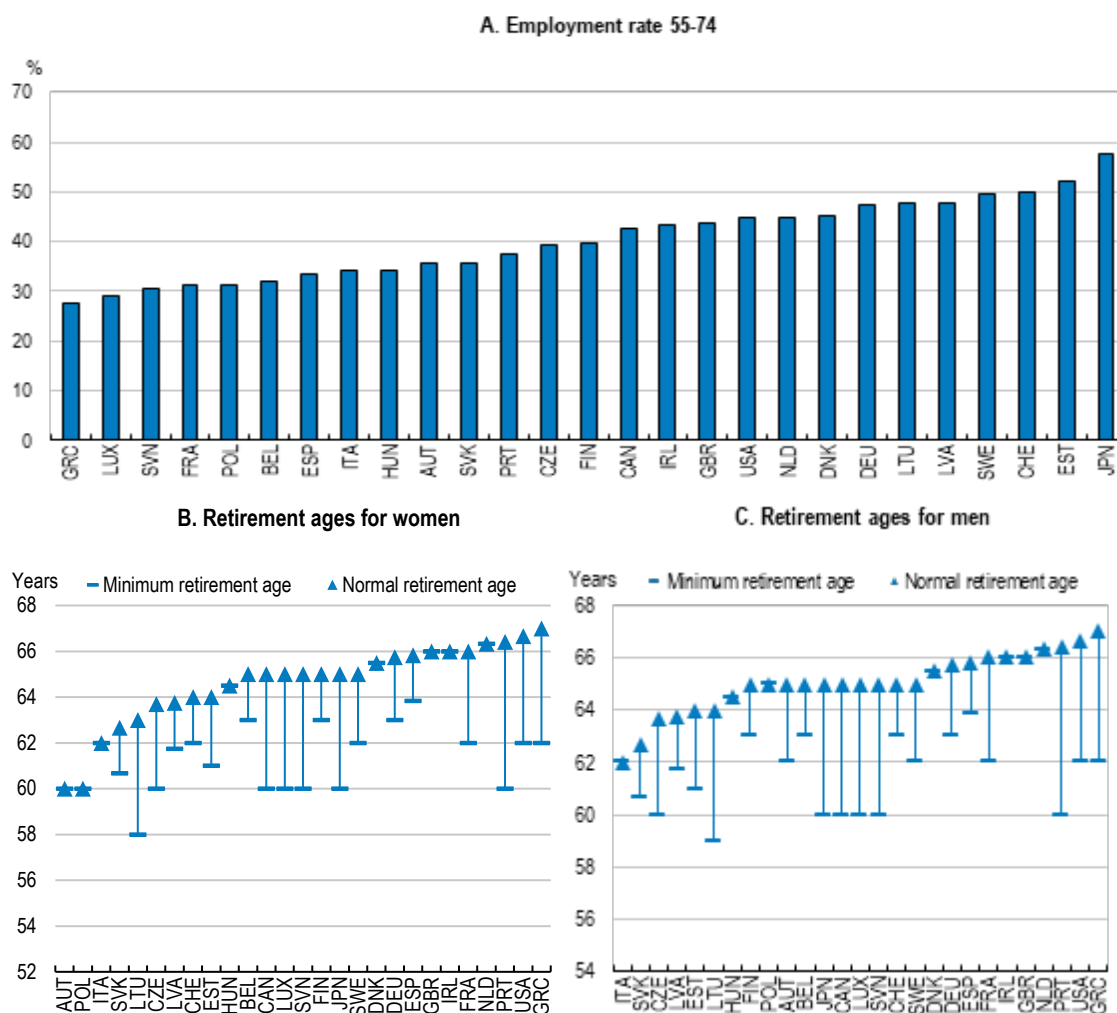 A. Employment rate 55-74
%
70
60
50
40
30
20
10
0
GRC LUX SVN FRA POL BEL ESP ITA HUN AUT SVK PRT CZE FIN CAN IRL GBR USA NLD DNK DEU LTU LVA SWE CHE EST JPN
B. Retirement ages for women
Years
Minimum retirement age Normal retirement age
68
66
64
62
60
58
56
54
52
AUT POL ITA SVK LTU CZE LVA CHE EST HUN BEL CAN LUX SVN FIN JPN SWE DNK DEU ESP GBR IRL FRA NLD PRT USA GRC
C. Retirement ages for men
Years
Minimum retirement age Normal retirement age
68
66
64
62
60
58
56
54
ITA SVK CZE LVA EST LTU HUN FIN POL AUT BEL JPN CAN LUX SVN CHE SWE DNK DEU ESP FRA IRL GBR NLD PRT USA GRC